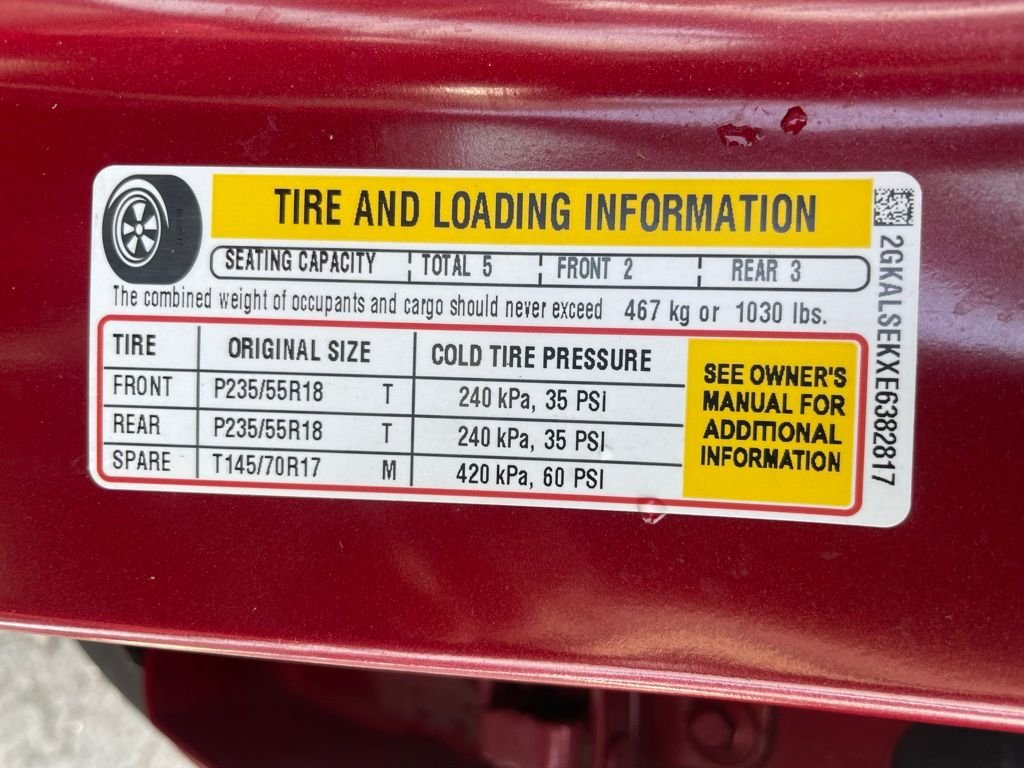 TIRE AND LOADING INFORMATION
SEATING CAPACITY TOTAL 5 FRONT 2 REAR 3
The combined weight of occupants and cargo should never exceed 467 kg or 1030 lbs.
TIRE ORIGINAL SIZE COLD TIRE PRESSURE
FRONT P235/55R18 T 240 kPa, 35 PSI
REAR P235/55R18 T 240 kPa, 35 PSI
SPARE T145/70R17 M 420 kPa, 60 PSI
SEE OWNER'S
MANUAL FOR
ADDITIONAL
INFORMATION
2GKALSEKXE6382817